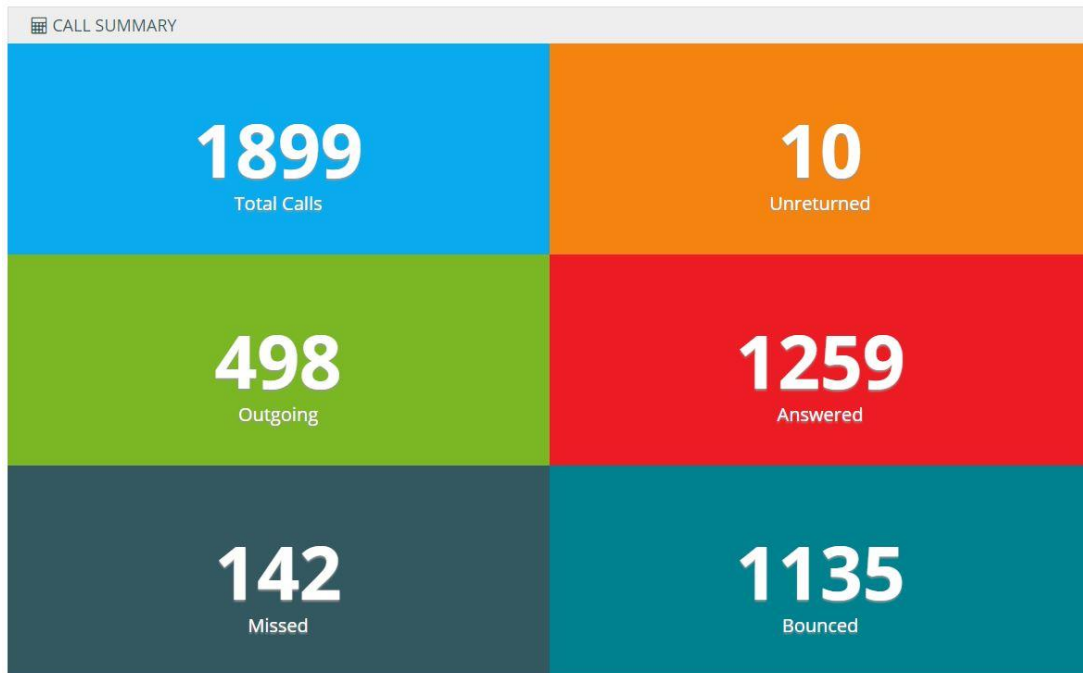 CALL SUMMARY
1899
Total Calls
10
Unreturned
498
Outgoing
1259
Answered
142
Missed
1135
Bounced